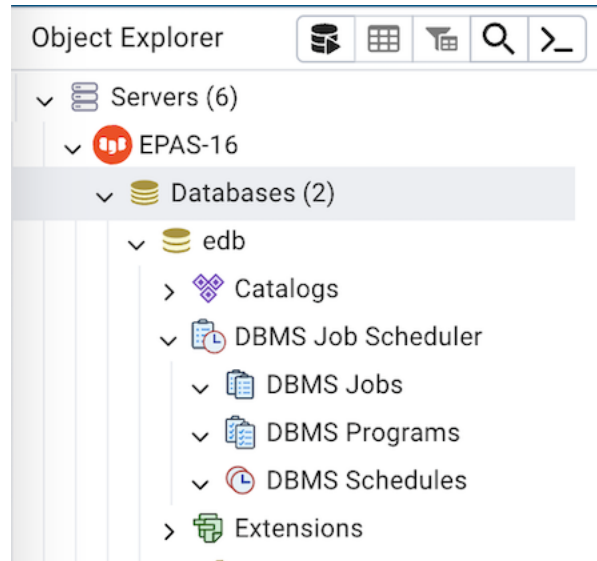 Object Explorer
Servers (6)
EPAS-16
Databases (2)
edb
Catalogs
DBMS Job Scheduler
DBMS Jobs
DBMS Programs
DBMS Schedules
Extensions